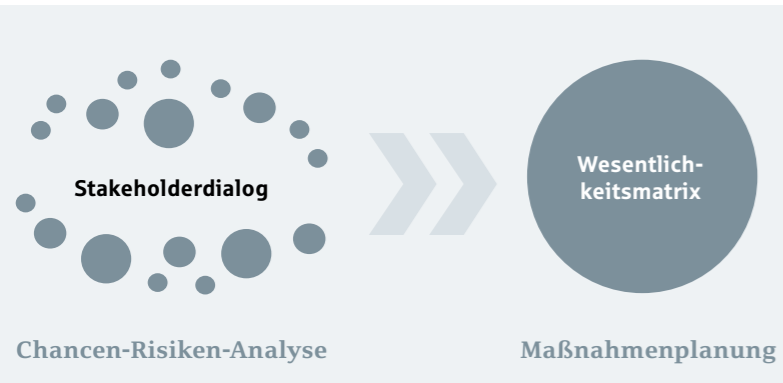 Stakeholderdialog
Wesentlich-
keitsmatrix
Chancen-Risiken-Analyse
Maßnahmenplanung